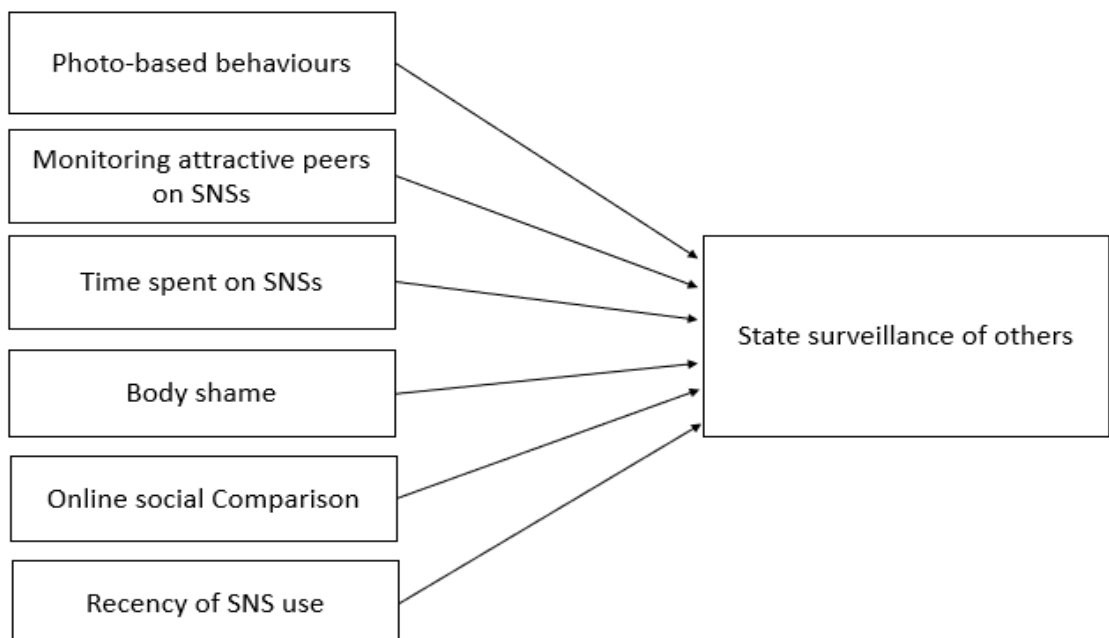 Photo-based behaviours
Monitoring attractive peers
on SNSs
Time spent on SNSs
Body shame
Online social Comparison
Recency of SNS use
State surveillance of others